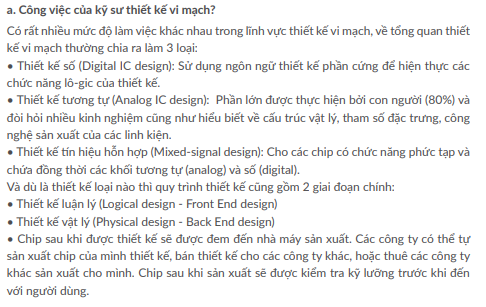 a. Công việc của kỹ sư thiết kế vi mạch?
Có rất nhiều mức độ làm việc khác nhau trong lĩnh vực thiết kế vi mạch, về tổng quan thiết
kế vi mạch thường chia ra làm 3 loại:
• Thiết kế số (Digital IC design): Sử dụng ngôn ngữ thiết kế phần cứng để hiện thực các
chức năng lô-gic của thiết kế.
• Thiết kế tương tự (Analog IC design): Phần lớn được thực hiện bởi con người (80%) và
đòi hỏi nhiều kinh nghiệm cũng như hiểu biết về cấu trúc vật lý, tham số đặc trưng, công
nghệ sản xuất của các linh kiện.
• Thiết kế tín hiệu hỗn hợp (Mixed-signal design): Cho các chip có chức năng phức tạp và
chứa đồng thời các khối tương tự (analog) và số (digital).
Và dù là thiết kế loại nào thì quy trình thiết kế cũng gồm 2 giai đoạn chính:
• Thiết kế luận lý (Logical design - Front End design)
• Thiết kế vật lý (Physical design - Back End design)
• Chip sau khi được thiết kế sẽ được đem đến nhà máy sản xuất. Các công ty có thể tự
sản xuất chip của mình thiết kế, bán thiết kế cho các công ty khác, hoặc thuê các công ty
khác sản xuất cho mình. Chip sau khi sản xuất sẽ được kiểm tra kỹ lưỡng trước khi đến
với người dùng.